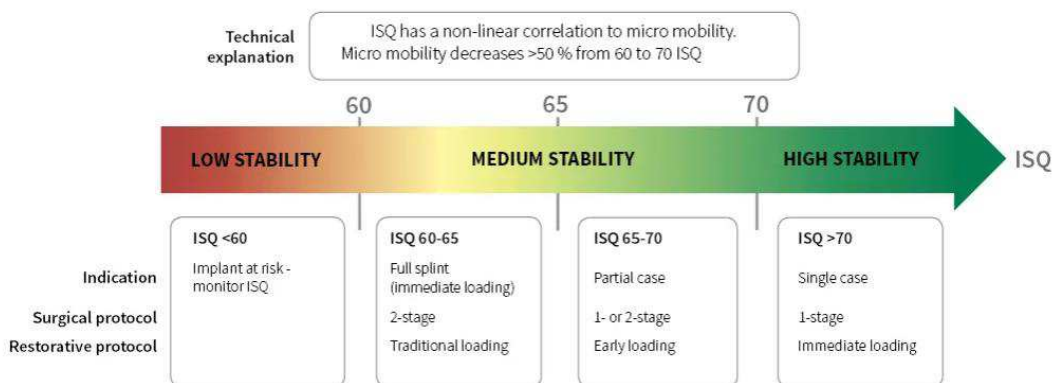 Technical
explanation
ISQ has a non-linear correlation to micro mobility.
Micro mobility decreases >50 % from 60 to 70 ISQ
60
65
70
LOW STABILITY
MEDIUM STABILITY
HIGH STABILITY
ISQ
ISQ <60
ISQ 60-65
ISQ 65-70
ISQ >70
Indication
Implant at risk -
monitor ISQ
Full splint
(immediate loading)
Partial case
Single case
Surgical protocol
2-stage
1- or 2-stage
1-stage
Restorative protocol
Traditional loading
Early loading
Immediate loading